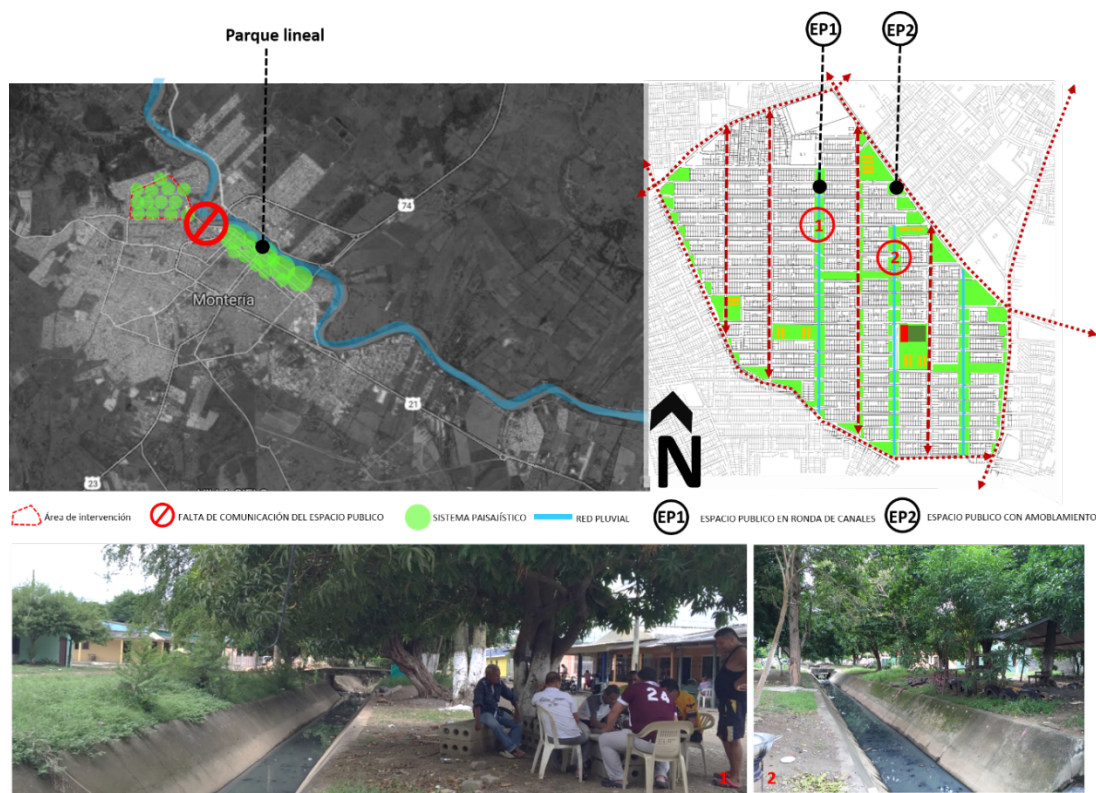 Parque lineal
EP1
EP2
74
Montería
21
23
1
2
N
Área de intervención
FALTA DE COMUNICACIÓN DEL ESPACIO PUBLICO
SISTEMA PAISAJÍSTICO
RED PLUVIAL
EP1
ESPACIO PUBLICO EN RONDA DE CANALES
EP2
ESPACIO PUBLICO CON AMOBLAMIENTO
24
1
2